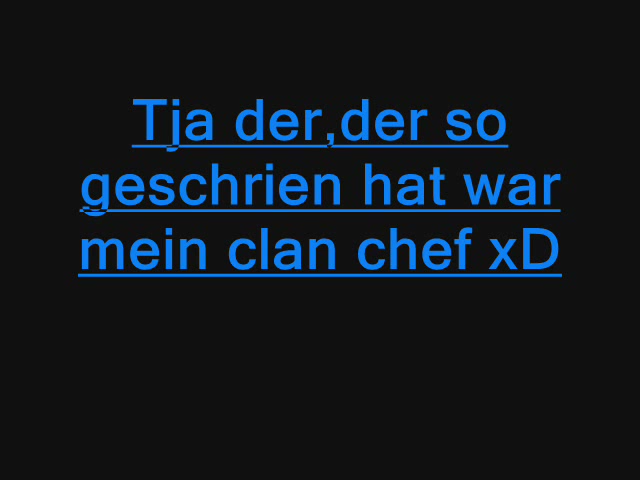 Tja der,der so
geschrien hat war
mein clan chef xD